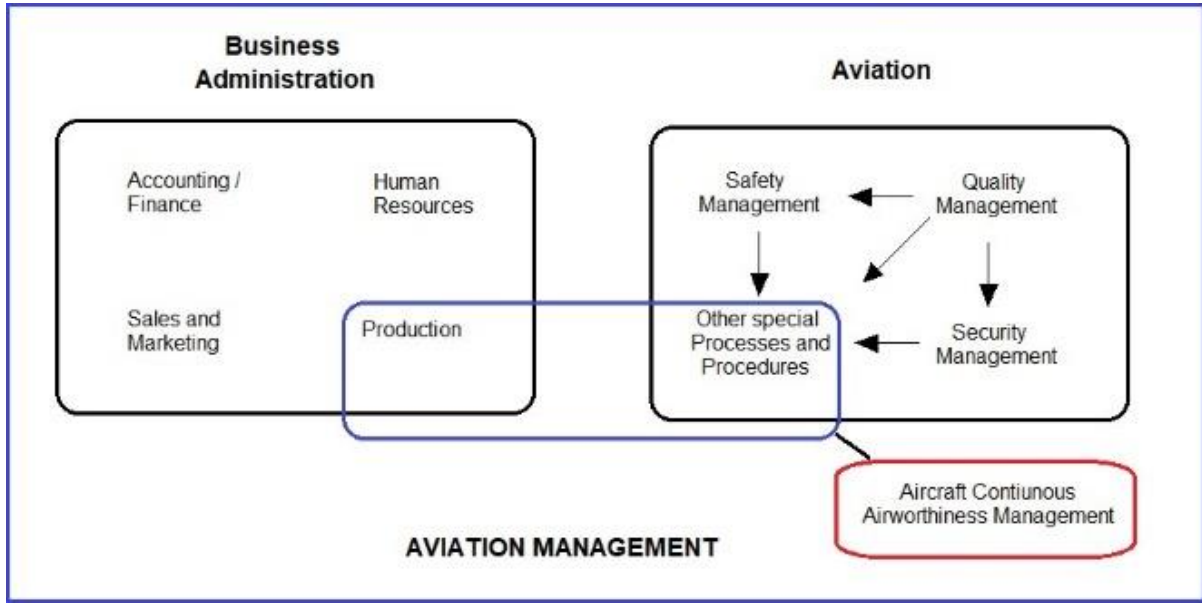 Business
Administration
Aviation
Accounting /
Finance
Human
Resources
Sales and
Marketing
Production
Safety
Management
Quality
Management
Other special
Processes and
Procedures
Security
Management
Aircraft Contiunous
Airworthiness Management
AVIATION MANAGEMENT